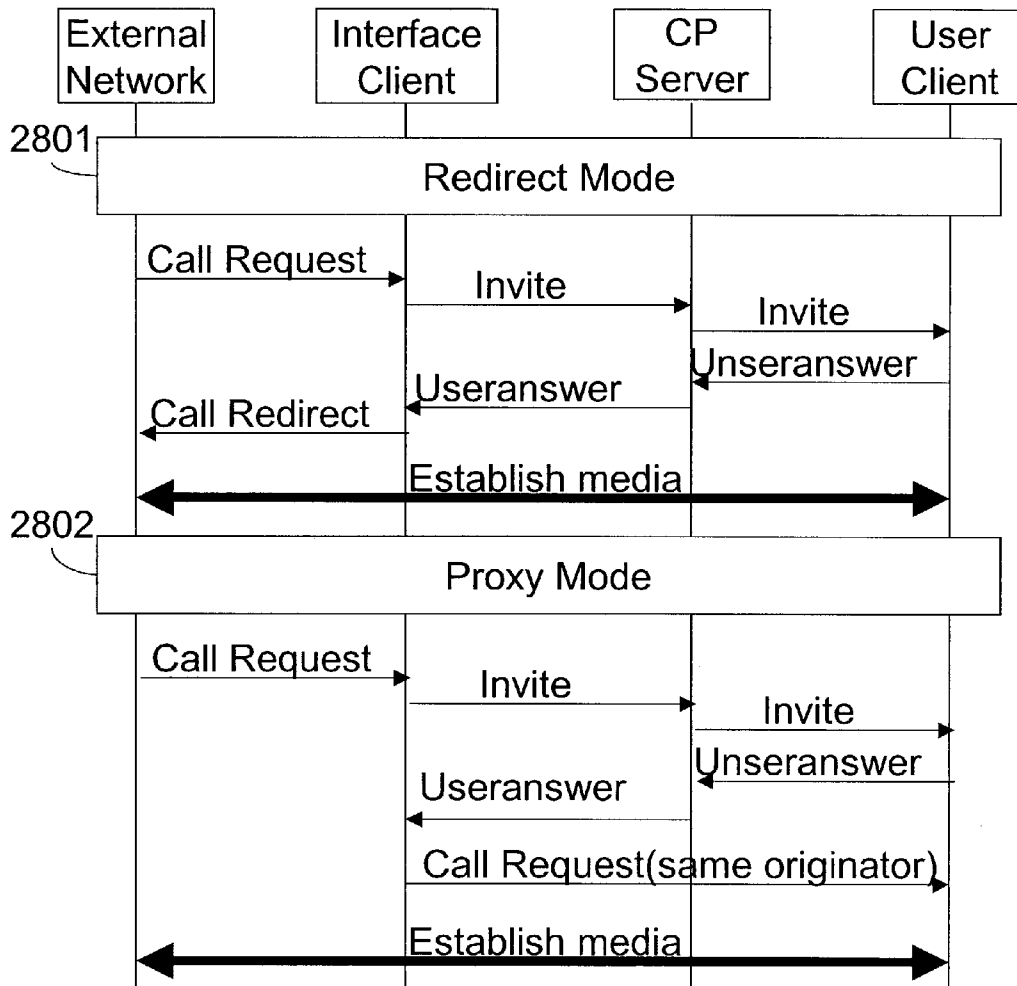 External
Network
Interface
Client
CP
Server
User
Client
2801
Redirect Mode
Call Request
Invite
Invite
Unseranswer
Useranswer
Call Redirect
Establish media
2802
Proxy Mode
Call Request
Invite
Invite
Unseranswer
Useranswer
Call Request(same originator)
Establish media